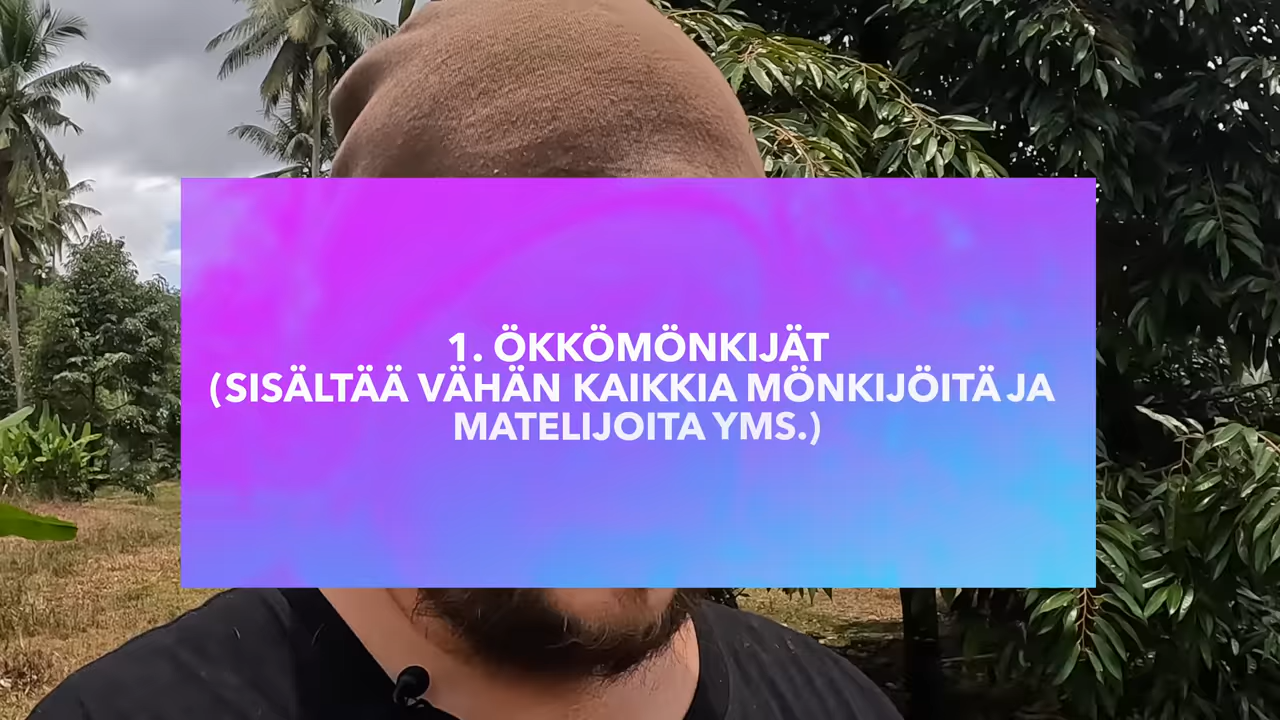 1. ÖKKÖMÖNKIJÄT
(SISÄLTÄÄ VÄHÄN KAIKKIA MÖNKIJÖITÄ JA
MATELIJOITA YMS.)